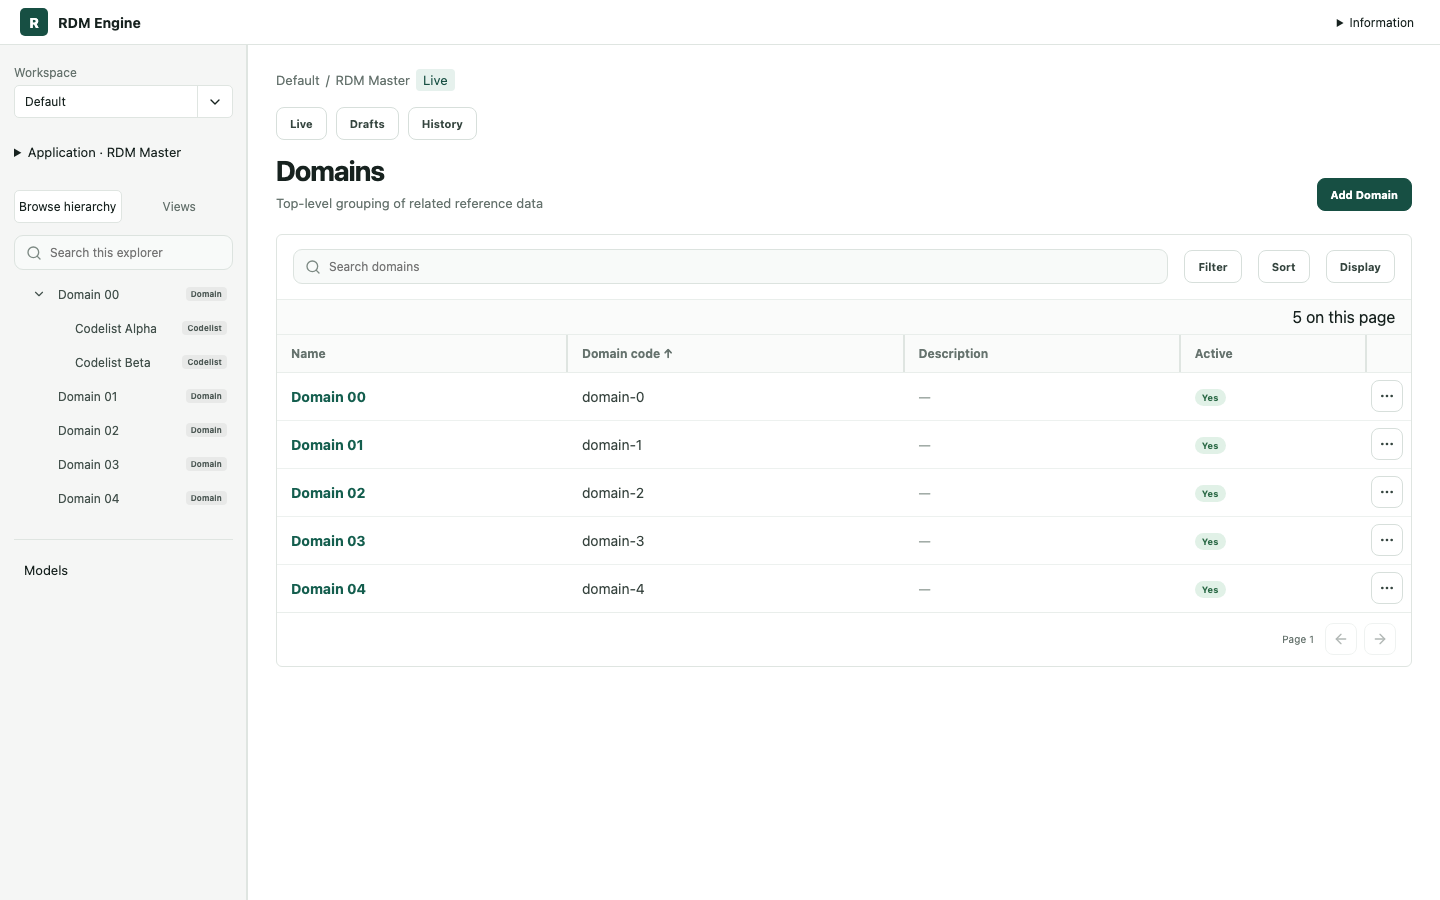 R RDM Engine
Information
Workspace
Default
Application · RDM Master
Browse hierarchy Views
Search this explorer
Domain 00 Domain
Codelist Alpha Codelist
Codelist Beta Codelist
Domain 01 Domain
Domain 02 Domain
Domain 03 Domain
Domain 04 Domain
Models
Default / RDM Master Live
Live Drafts History
Domains
Top-level grouping of related reference data
Add Domain
Search domains Filter Sort Display
5 on this page
Name Domain code ↑ Description Active
Domain 00 domain-0 — Yes ···
Domain 01 domain-1 — Yes ···
Domain 02 domain-2 — Yes ···
Domain 03 domain-3 — Yes ···
Domain 04 domain-4 — Yes ···
Page 1 ← →